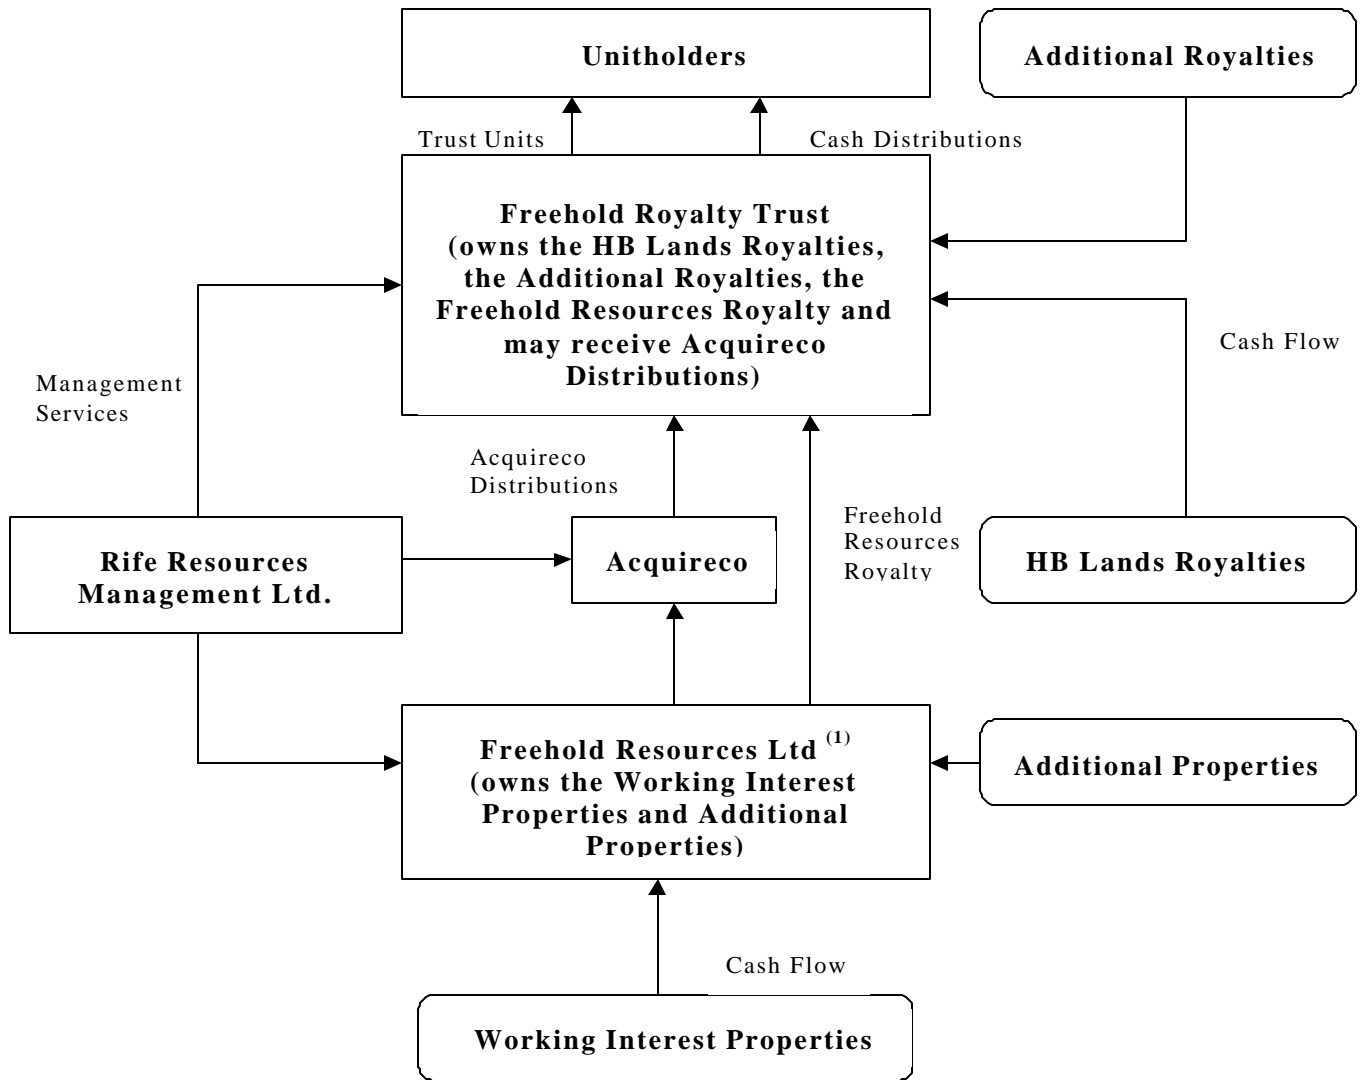 Unitholders
Additional Royalties
Trust Units
Cash Distributions
Freehold Royalty Trust
(owns the HB Lands Royalties,
the Additional Royalties, the
Freehold Resources Royalty and
may receive Acquireco
Distributions)
Cash Flow
Management
Services
Acquireco
Distributions
Freehold
Resources
Royalty
Rife Resources
Management Ltd.
Acquireco
HB Lands Royalties
Freehold Resources Ltd (1)
(owns the Working Interest
Properties and Additional
Properties)
Additional Properties
Cash Flow
Working Interest Properties